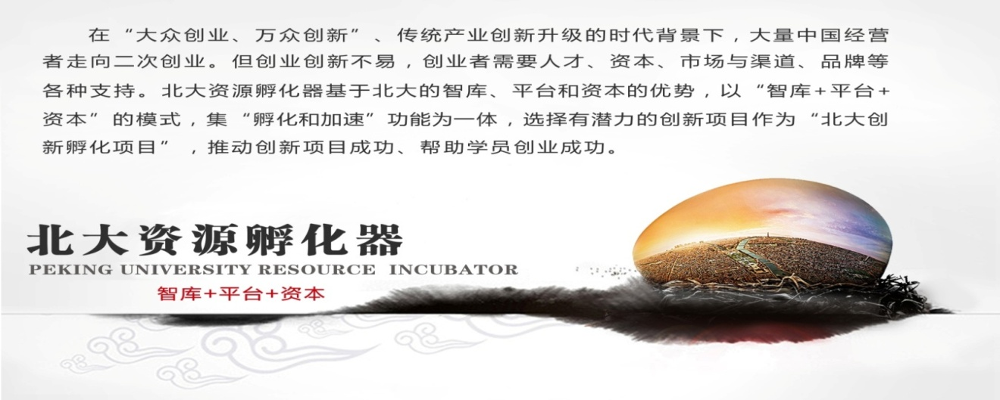 在“大众创业、万众创新”、传统产业创新升级的时代背景下，大量中国经营
者走向二次创业。但创业创新不易，创业者需要人才、资本、市场与渠道、品牌等
各种支持。北大资源孵化器基于北大的智库、平台和资本的优势，以“智库+平台+
资本”的模式，集“孵化和加速”功能为一体，选择有潜力的创新项目作为“北大创
新孵化项目”，推动创新项目成功、帮助学员创业成功。
北大资源孵化器
PEKING UNIVERSITY RESOURCE INCUBATOR
智库+平台+资本